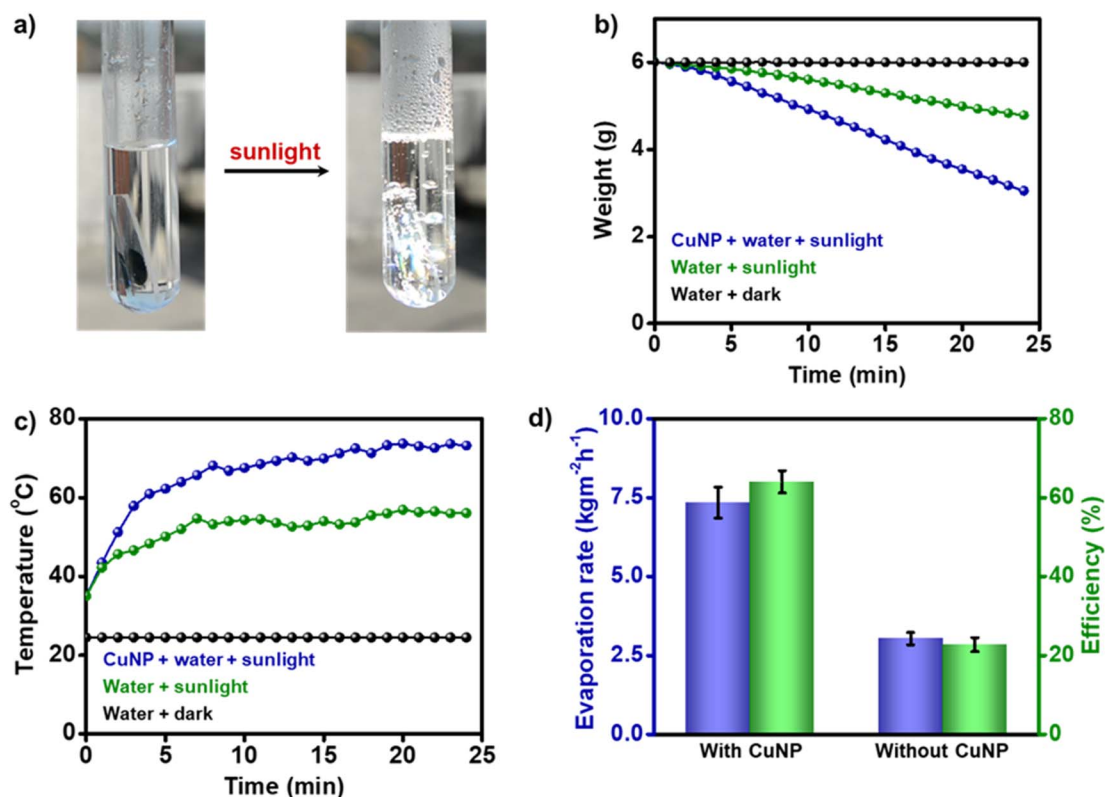 a)
sunlight
b)
Weight (g)
6
4
2
0
CuNP + water + sunlight
Water + sunlight
Water + dark
0 5 10 15 20 25
Time (min)
c)
Temperature (°C)
80
60
40
20
0
CuNP + water + sunlight
Water + sunlight
Water + dark
0 5 10 15 20 25
Time (min)
d)
Evaporation rate (kgm⁻²h⁻¹)
10.0
7.5
5.0
2.5
0.0
With CuNP Without CuNP
80
60
40
20
0
Efficiency (%)